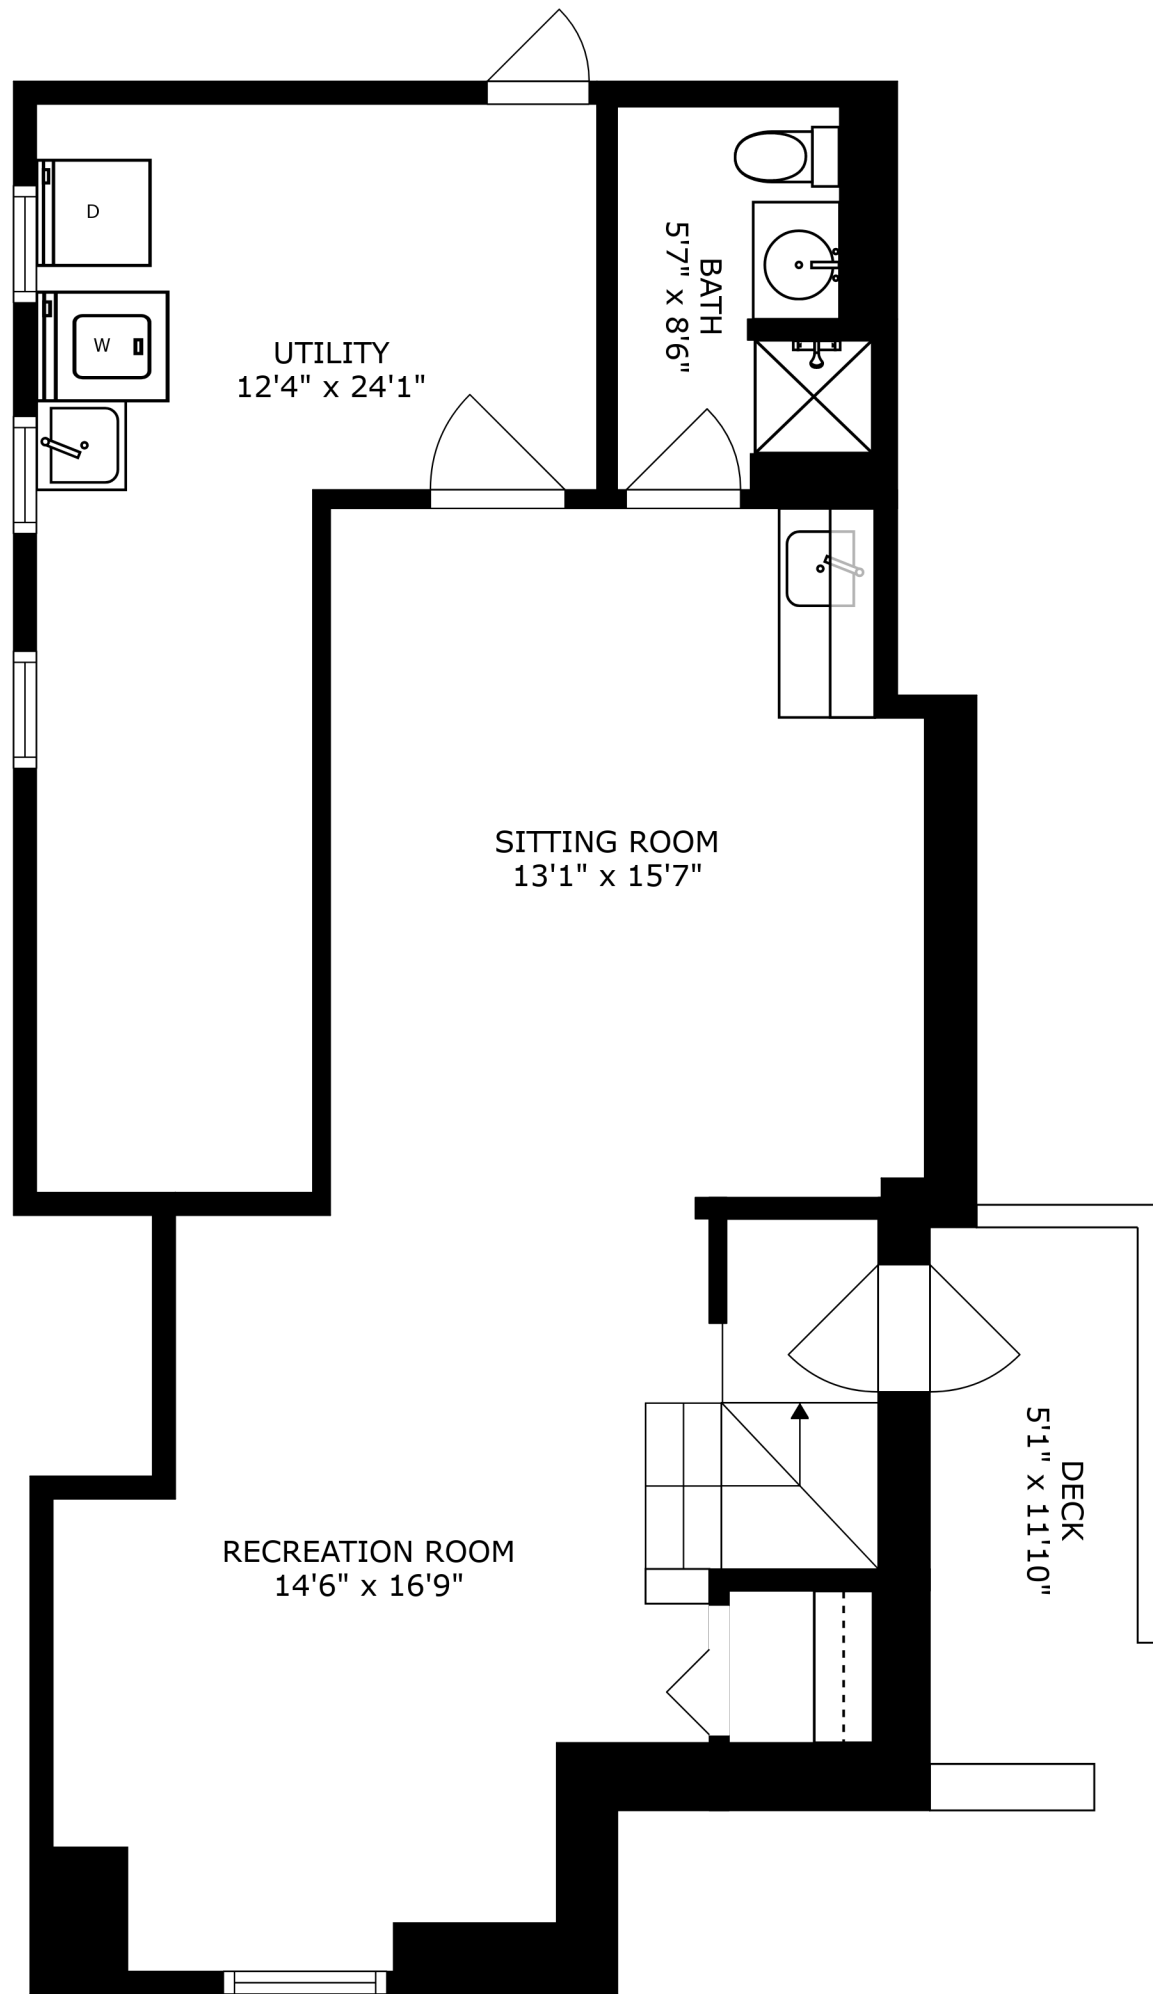 D
W
UTILITY
12'4" x 24'1"
BATH
5'7" x 8'6"
SITTING ROOM
13'1" x 15'7"
RECREATION ROOM
14'6" x 16'9"
DECK
5'1" x 11'10"